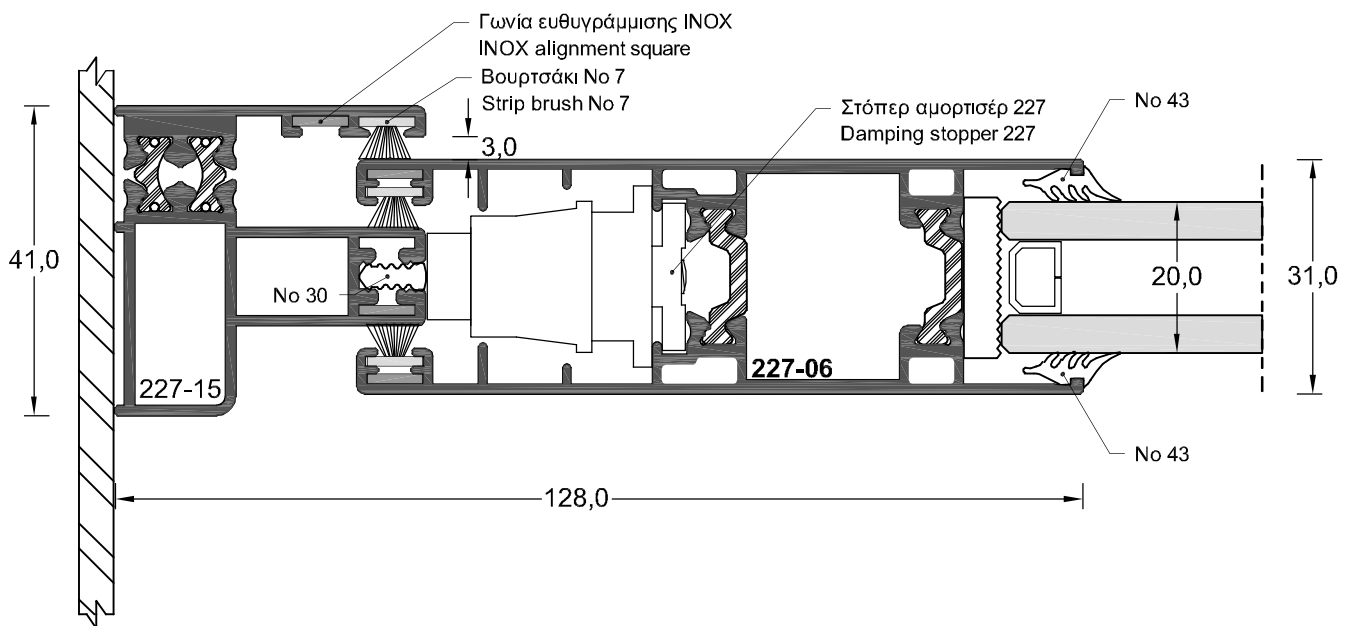 Γωνία ευθυγράμμισης INOX
INOX alignment square
Βουρτσάκι No 7
Strip brush No 7
Στόπερ αμορτισέρ 227
Damping stopper 227
No 43
3,0
41,0
No 30
20,0
31,0
227-15
227-06
No 43
128,0